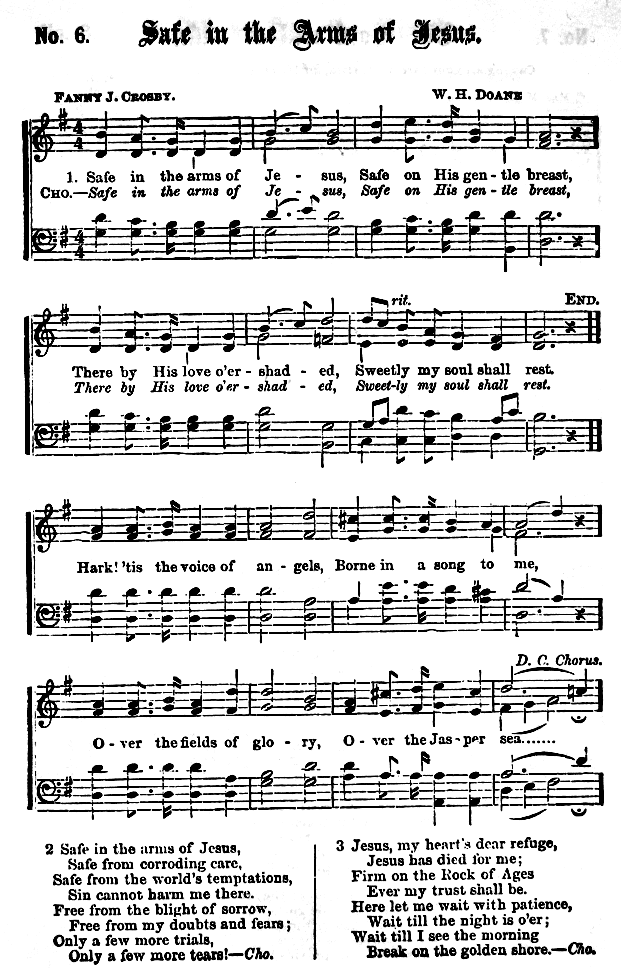 No. 6. Safe in the Arms of Jesus.
FANNY J. CROSBY. W. H. DOANE
1. Safe in the arms of Je - sus, Safe on His gen - tle breast,
CHO.—Safe in the arms of Je - sus, Safe on His gen - tle breast,
rit. END.
There by His love o'er - shad - ed, Sweetly my soul shall rest.
There by His love o'er - shad - ed, Sweet-ly my soul shall rest.
Hark! 'tis the voice of an - gels, Borne in a song to me,
D. C. Chorus.
O - ver the fields of glo - ry, O - ver the Jas - per sea.......
2 Safe in the arms of Jesus,
Safe from corroding care,
Safe from the world's temptations,
Sin cannot harm me there.
Free from the blight of sorrow,
Free from my doubts and fears;
Only a few more trials,
Only a few more tears!—Cho.
3 Jesus, my heart's dear refuge,
Jesus has died for me;
Firm on the Rock of Ages
Ever my trust shall be.
Here let me wait with patience,
Wait till the night is o'er;
Wait till I see the morning
Break on the golden shore.—Cho.